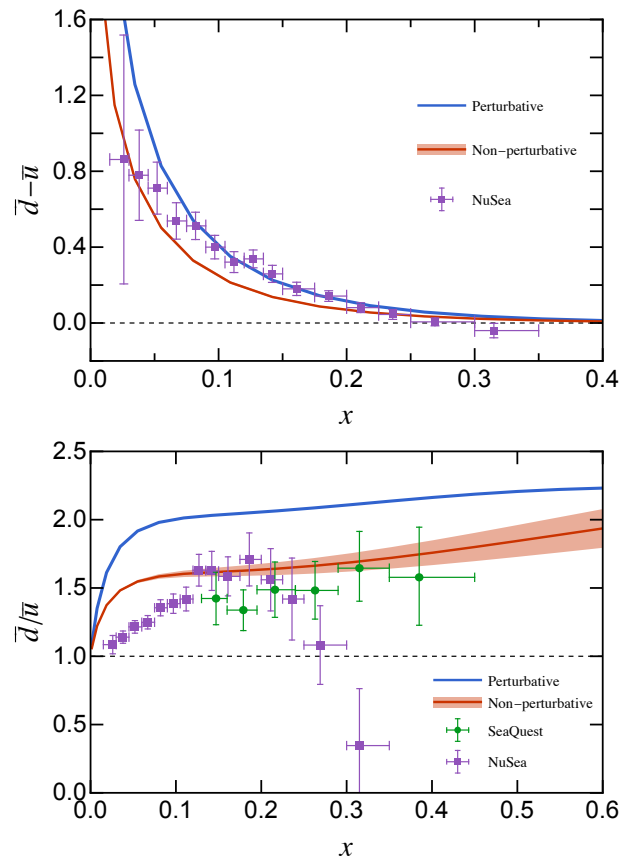 1.6
1.2
0.8
0.4
0.0
d̅ − u̅
Perturbative
Non−perturbative
NuSea
0.0 0.1 0.2 0.3 0.4
x
2.5
2.0
1.5
1.0
0.5
0.0
d̅/u̅
Perturbative
Non−perturbative
SeaQuest
NuSea
0.0 0.1 0.2 0.3 0.4 0.5 0.6
x